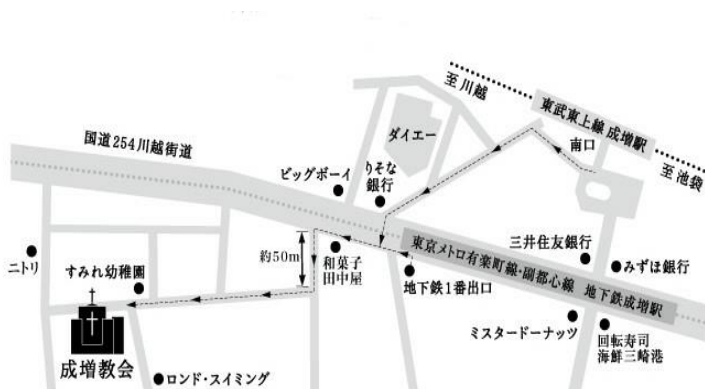 至 川越
東武東上線 成増駅
南口
至 池袋
ダイエー
国道254川越街道
ビッグボーイ
りそな
銀行
三井住友銀行
みずほ銀行
東京メトロ有楽町線・副都心線 地下鉄成増駅
約50m
和菓子
田中屋
地下鉄1番出口
ニトリ
すみれ幼稚園
ミスタードーナッツ
回転寿司
海鮮三崎港
成増教会
ロンド・スイミング